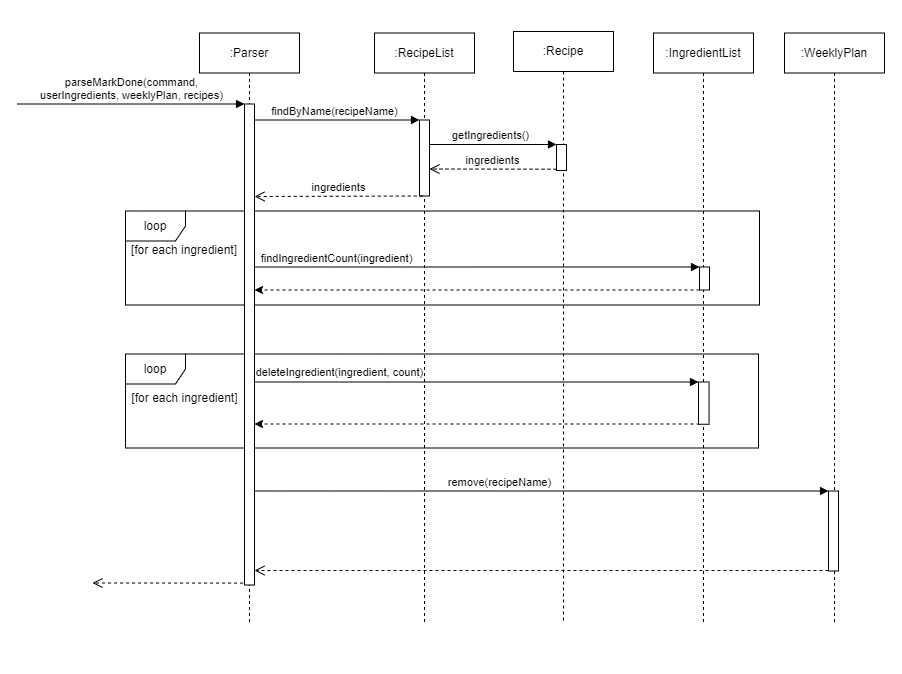 :Parser
:RecipeList
:Recipe
:IngredientList
:WeeklyPlan
parseMarkDone(command,
userIngredients, weeklyPlan, recipes)
findByName(recipeName)
getIngredients()
ingredients
ingredients
loop
[for each ingredient]
findIngredientCount(ingredient)
loop
deleteIngredient(ingredient, count)
[for each ingredient]
remove(recipeName)